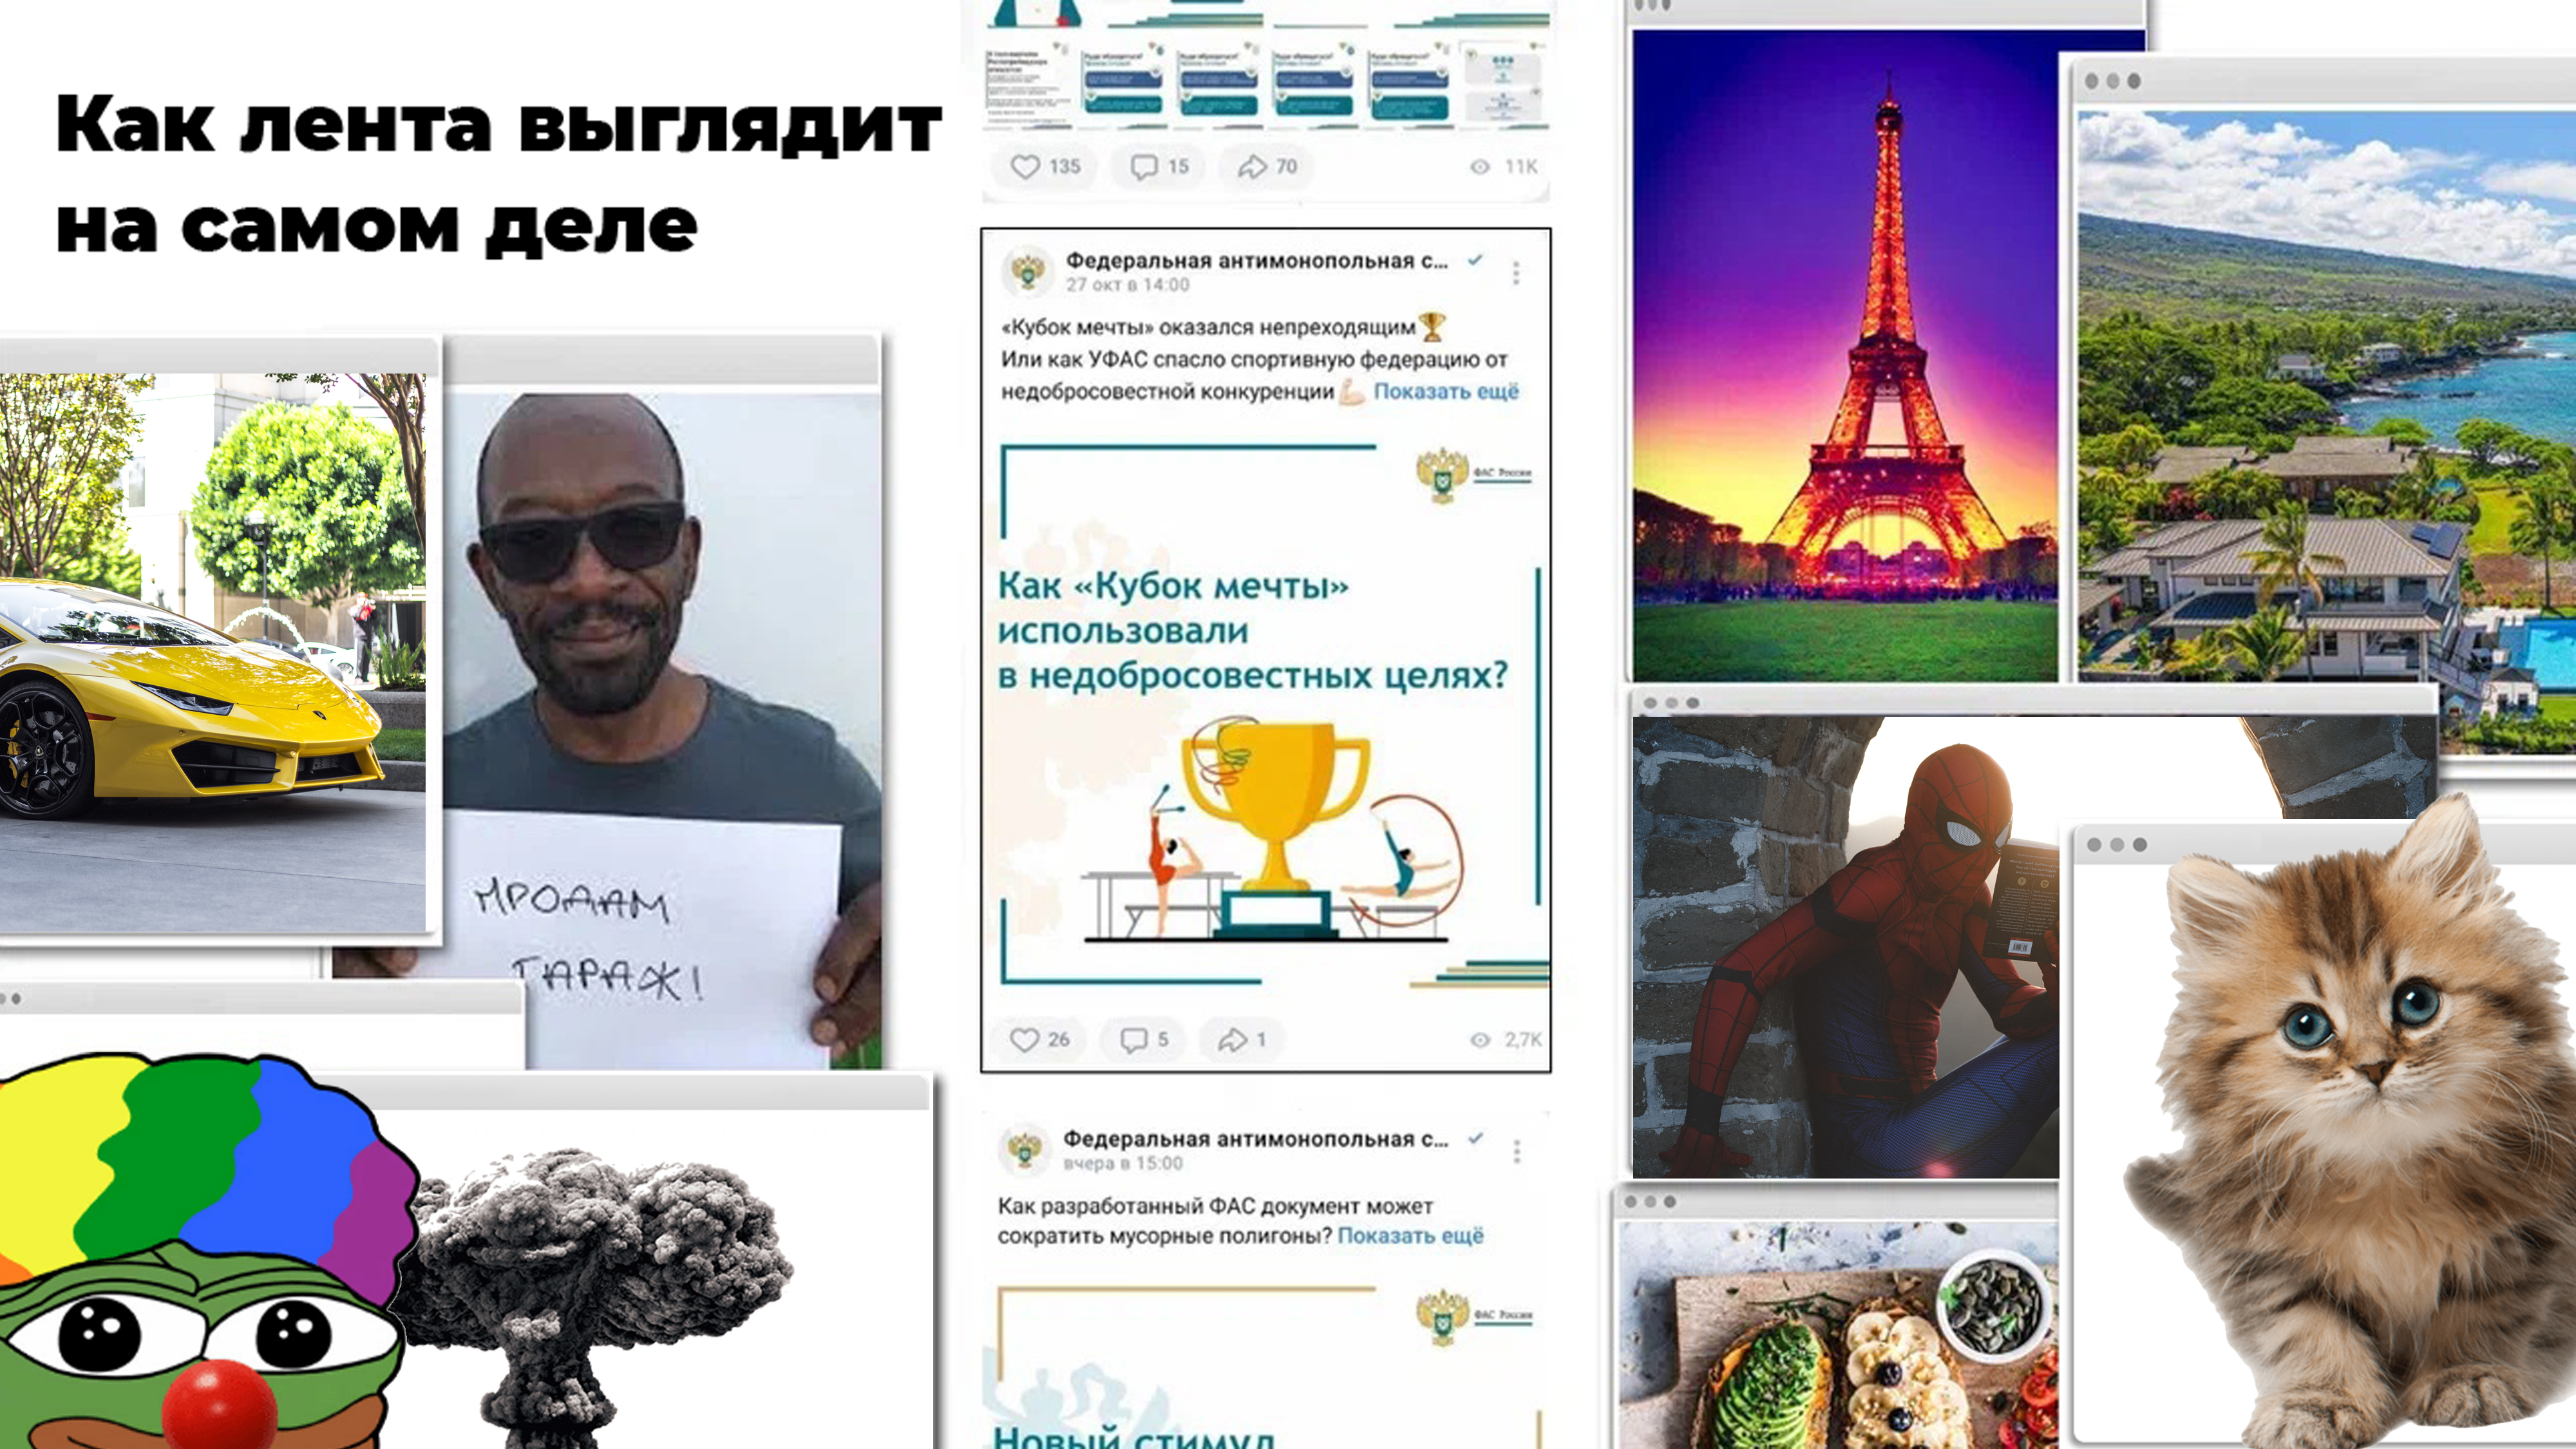 Как лента выглядит
на самом деле
135
15
70
11K
Федеральная антимонопольная с...
27 окт в 14:00
«Кубок мечты» оказался непреходящим
Или как УФАС спасло спортивную федерацию от
недобросовестной конкуренции Показать ещё
ФАС России
Как «Кубок мечты»
использовали
в недобросовестных целях?
26
5
1
2,7K
Федеральная антимонопольная с...
вчера в 15:00
Как разработанный ФАС документ может
сократить мусорные полигоны? Показать ещё
ФАС России
Новый стимул
ПРОДАМ
ГАРАЖ!